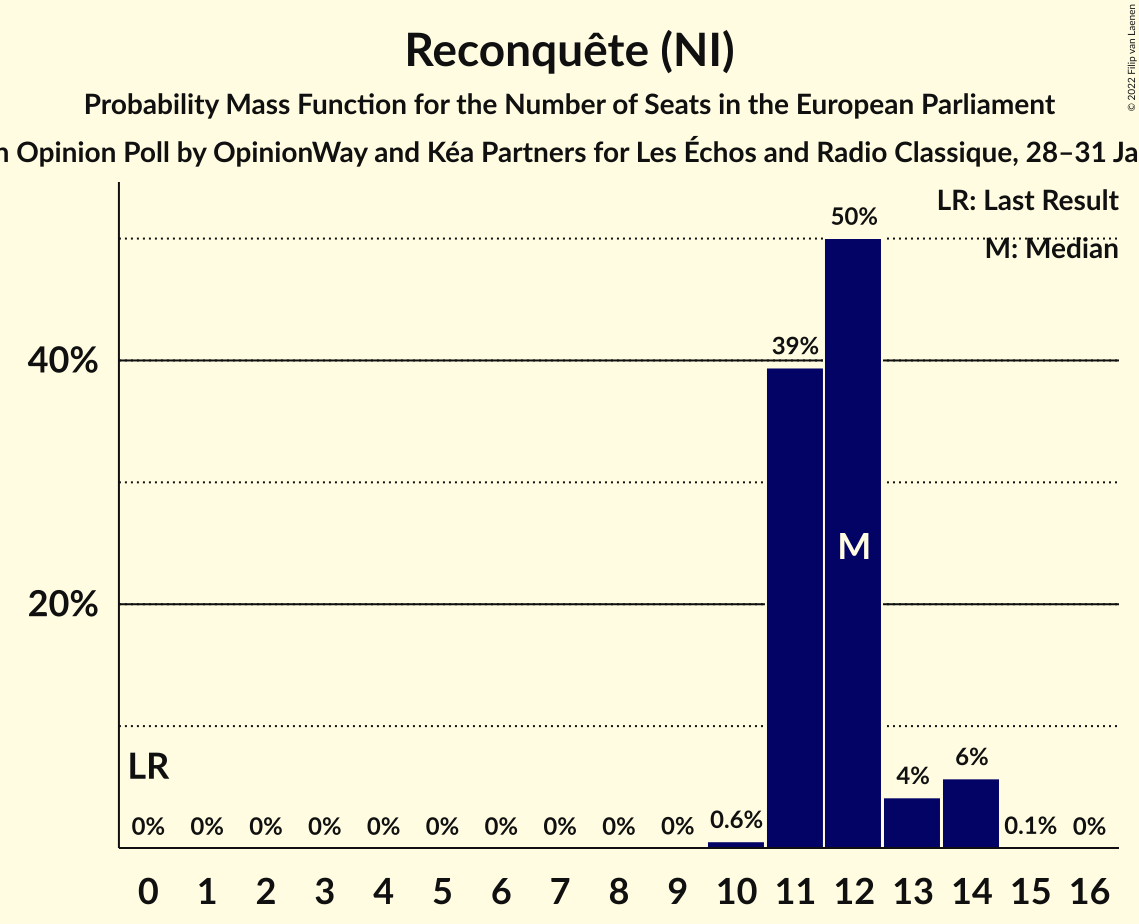 Reconquête (NI)
Probability Mass Function for the Number of Seats in the European Parliament
n Opinion Poll by OpinionWay and Kéa Partners for Les Échos and Radio Classique, 28–31 Ja
© 2022 Filip van Laenen
LR: Last Result
M: Median
50%
39%
40%
M
20%
LR
0% 0% 0% 0% 0% 0% 0% 0% 0% 0% 0.6% 4% 6% 0.1% 0%
0 1 2 3 4 5 6 7 8 9 10 11 12 13 14 15 16